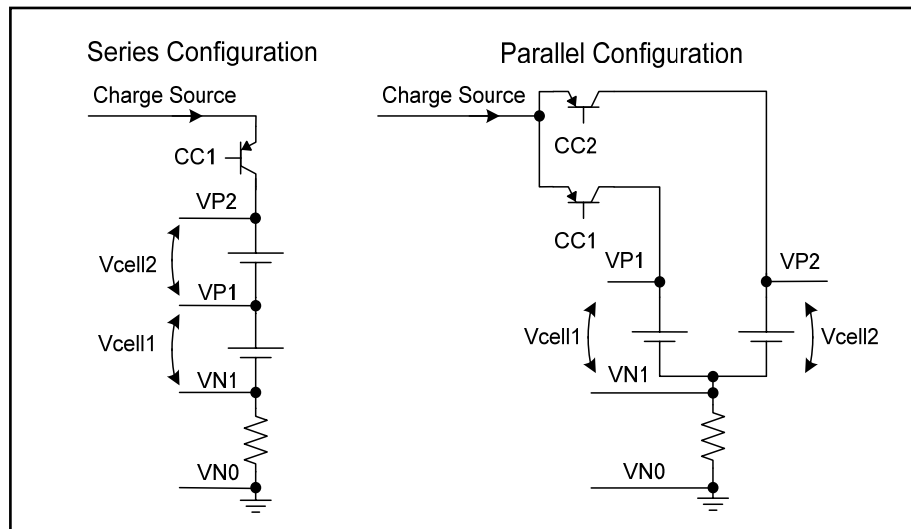 Series Configuration
Charge Source
CC1
VP2
Vcell2
VP1
Vcell1
VN1
VN0
Parallel Configuration
Charge Source
CC2
CC1
VP1
VP2
Vcell1
Vcell2
VN1
VN0